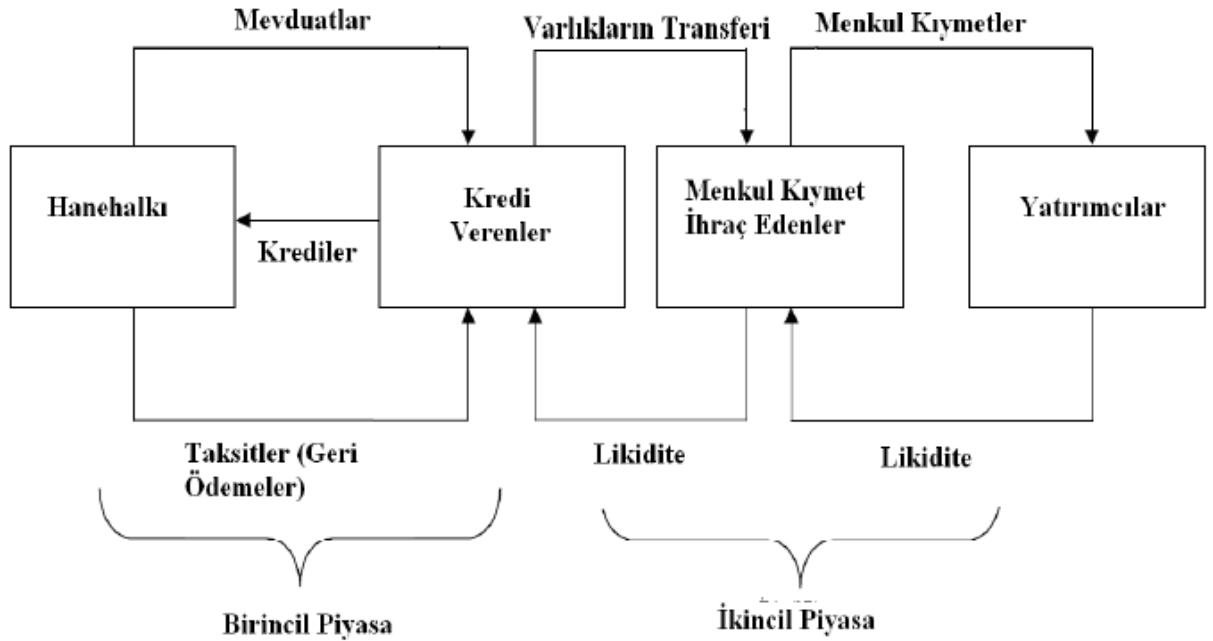 Mevduatlar
Varlıkların Transferi
Menkul Kıymetler
Hanehalkı
Kredi
Verenler
Menkul Kıymet
İhraç Edenler
Yatırımcılar
Krediler
Taksitler (Geri
Ödemeler)
Likidite
Likidite
Birincil Piyasa
İkincil Piyasa